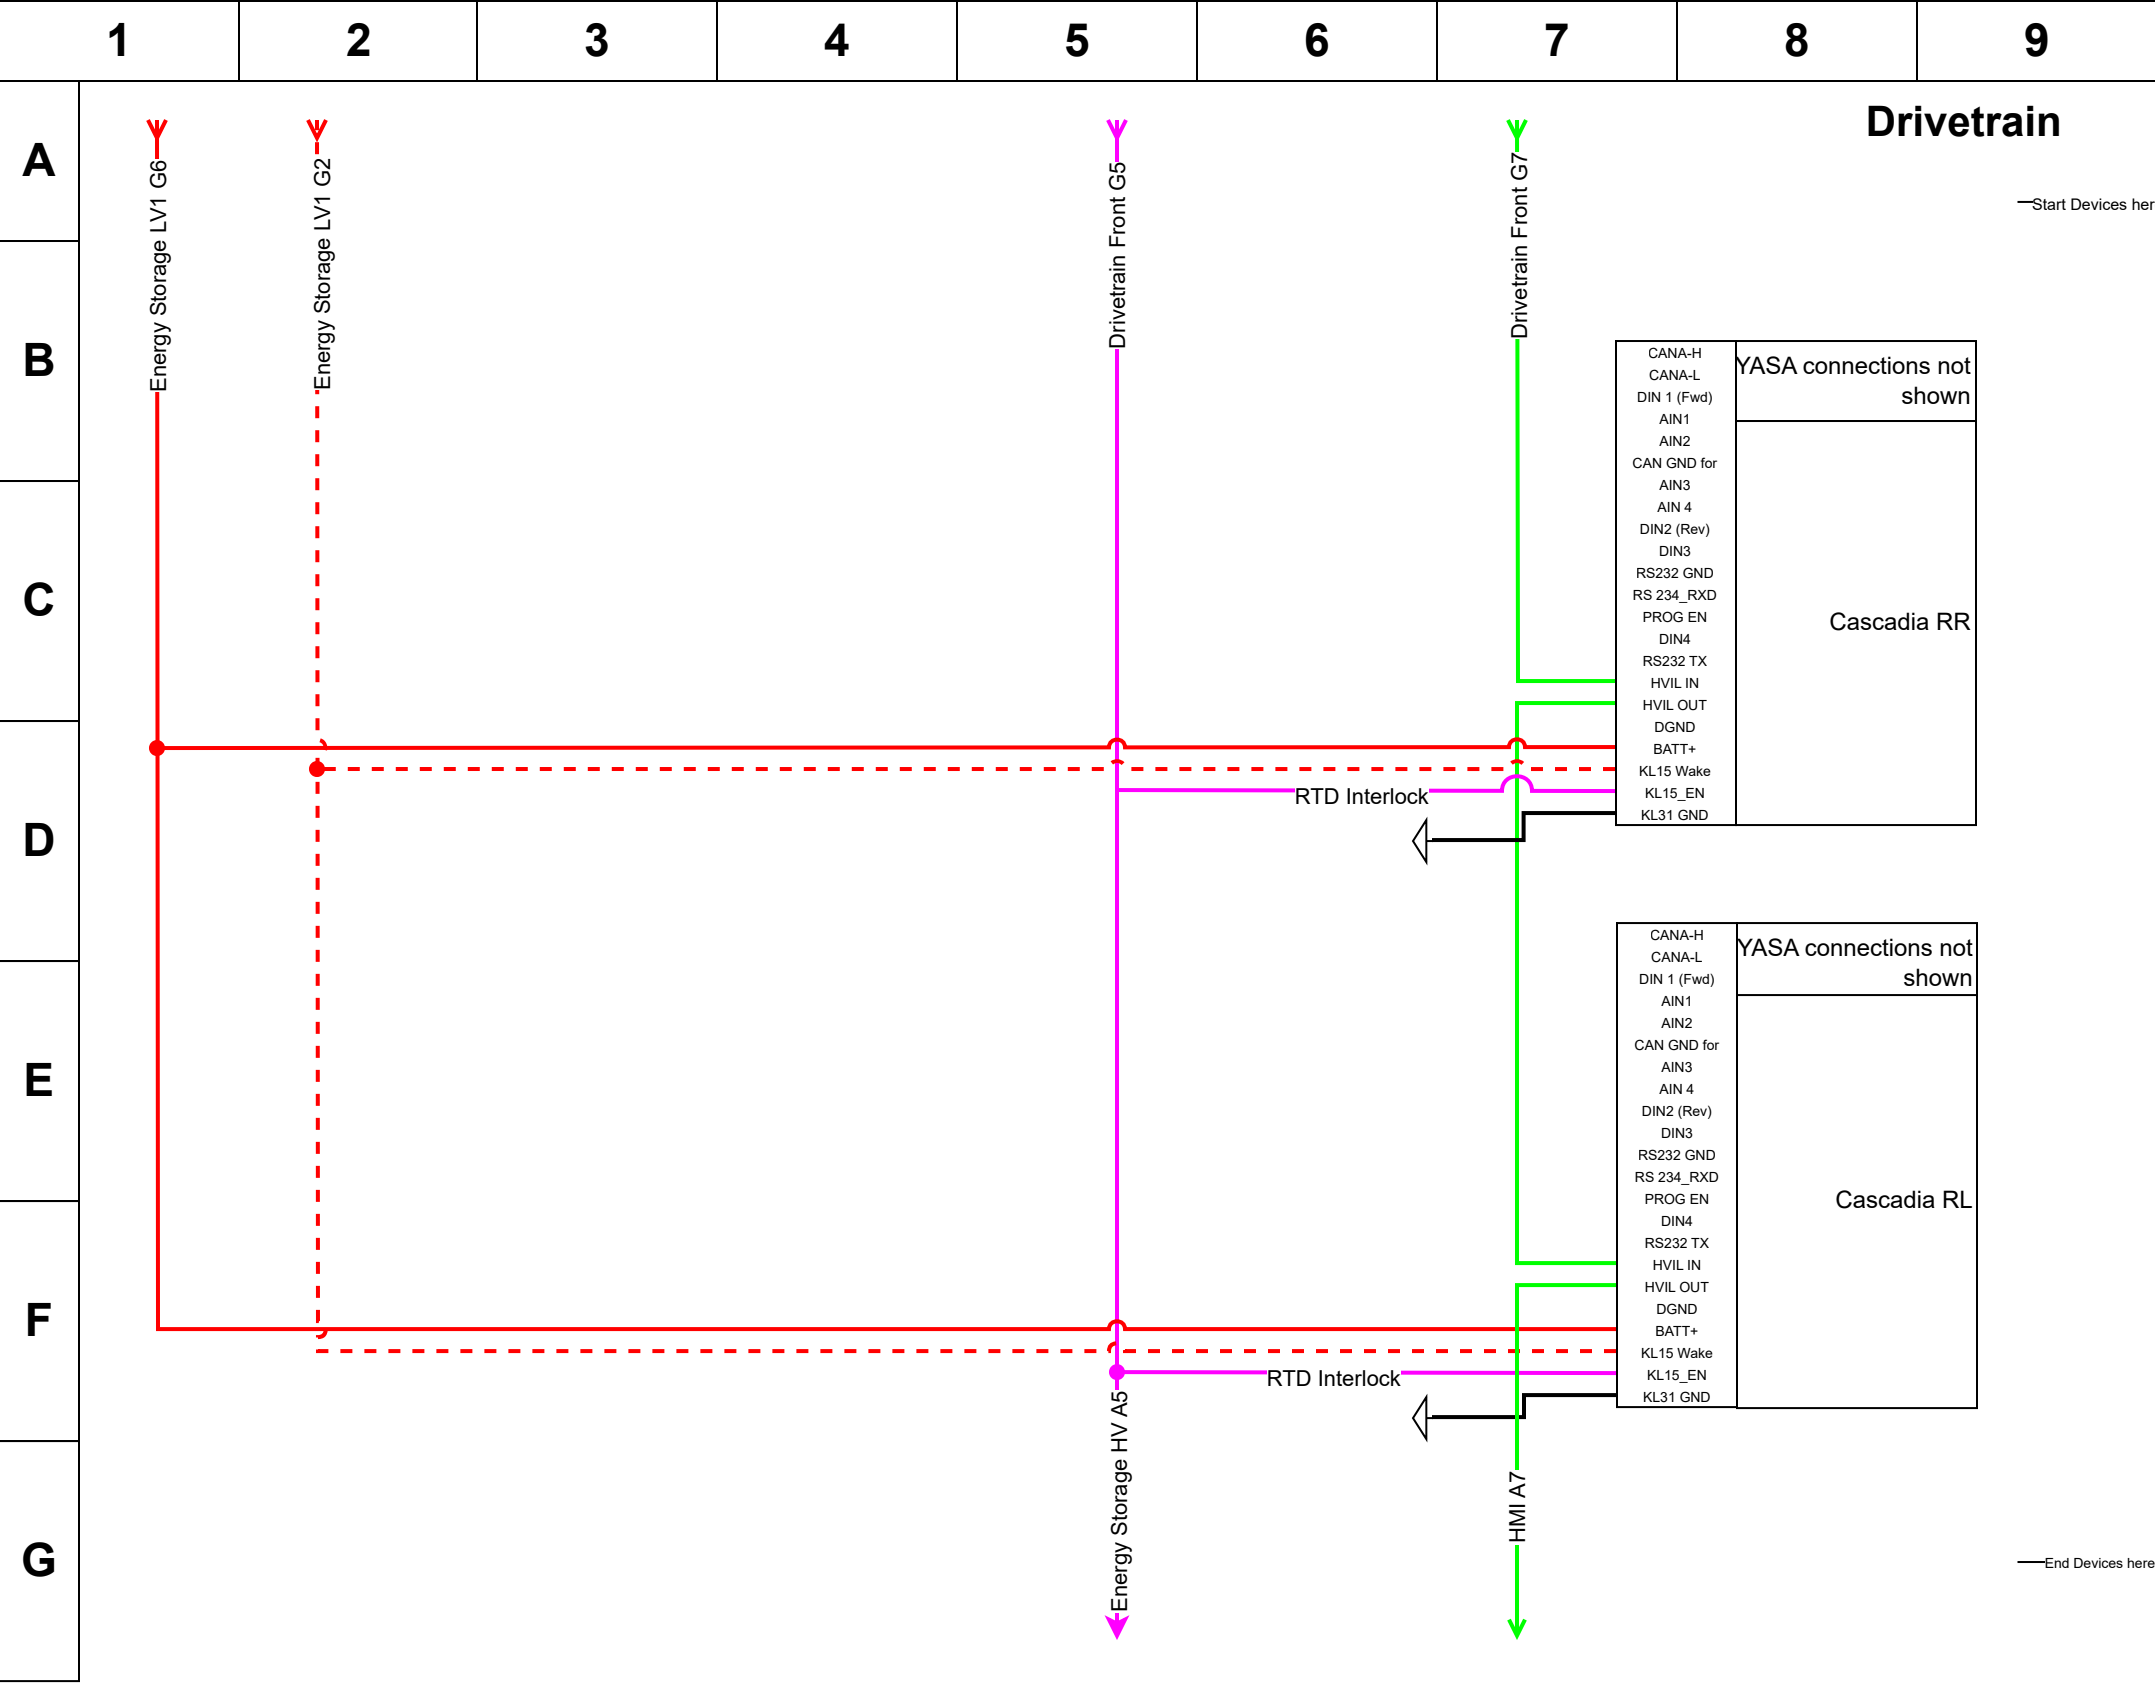 1 2 3 4 5 6 7 8 9
A
B
C
D
E
F
G
Drivetrain
Start Devices her
Energy Storage LV1 G6
Energy Storage LV1 G2
Drivetrain Front G5
Drivetrain Front G7
CANA-H
CANA-L
DIN 1 (Fwd)
AIN1
AIN2
CAN GND for
AIN3
AIN 4
DIN2 (Rev)
DIN3
RS232 GND
RS 234_RXD
PROG EN
DIN4
RS232 TX
HVIL IN
HVIL OUT
DGND
BATT+
KL15 Wake
KL15_EN
KL31 GND
YASA connections not
shown
Cascadia RR
RTD Interlock
CANA-H
CANA-L
DIN 1 (Fwd)
AIN1
AIN2
CAN GND for
AIN3
AIN 4
DIN2 (Rev)
DIN3
RS232 GND
RS 234_RXD
PROG EN
DIN4
RS232 TX
HVIL IN
HVIL OUT
DGND
BATT+
KL15 Wake
KL15_EN
KL31 GND
YASA connections not
shown
Cascadia RL
RTD Interlock
Energy Storage HV A5
HMI A7
End Devices here